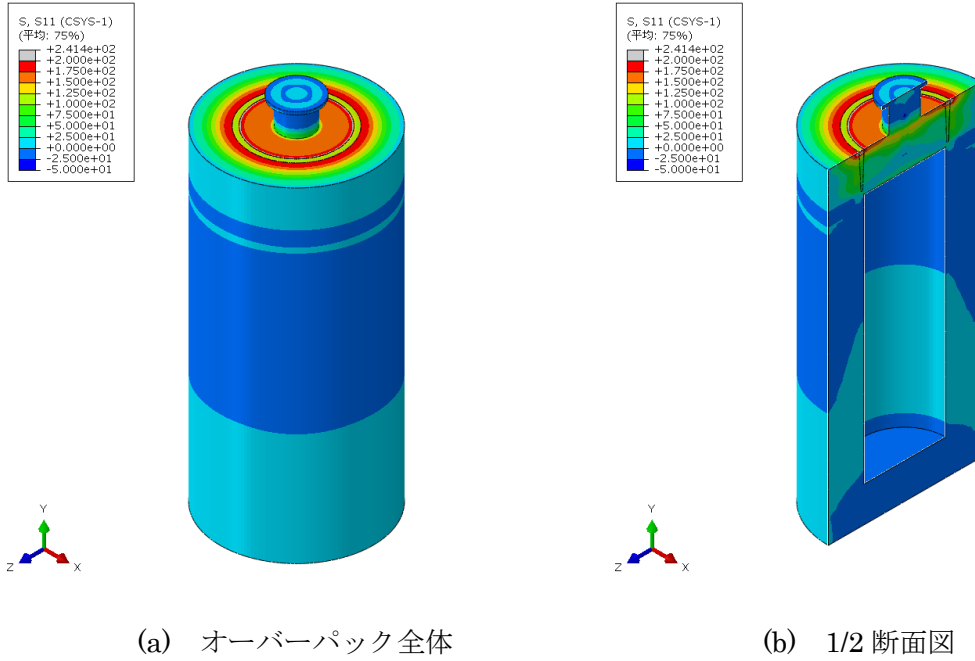 S, S11 (CSYS-1)
(平均: 75%)
+2.414e+02
+2.000e+02
+1.750e+02
+1.500e+02
+1.250e+02
+1.000e+02
+7.500e+01
+5.000e+01
+2.500e+01
+0.000e+00
-2.500e+01
-5.000e+01
Y
Z
X
S, S11 (CSYS-1)
(平均: 75%)
+2.414e+02
+2.000e+02
+1.750e+02
+1.500e+02
+1.250e+02
+1.000e+02
+7.500e+01
+5.000e+01
+2.500e+01
+0.000e+00
-2.500e+01
-5.000e+01
Y
Z
X
(a) オーバーパック全体
(b) 1/2 断面図